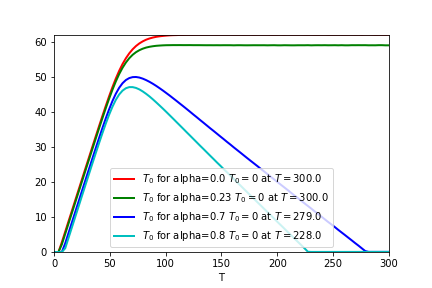 60
50
40
30
20
10
0
T₀ for alpha=0.0 T₀ = 0 at T = 300.0
T₀ for alpha=0.23 T₀ = 0 at T = 300.0
T₀ for alpha=0.7 T₀ = 0 at T = 279.0
T₀ for alpha=0.8 T₀ = 0 at T = 228.0
0 50 100 150 200 250 300
T